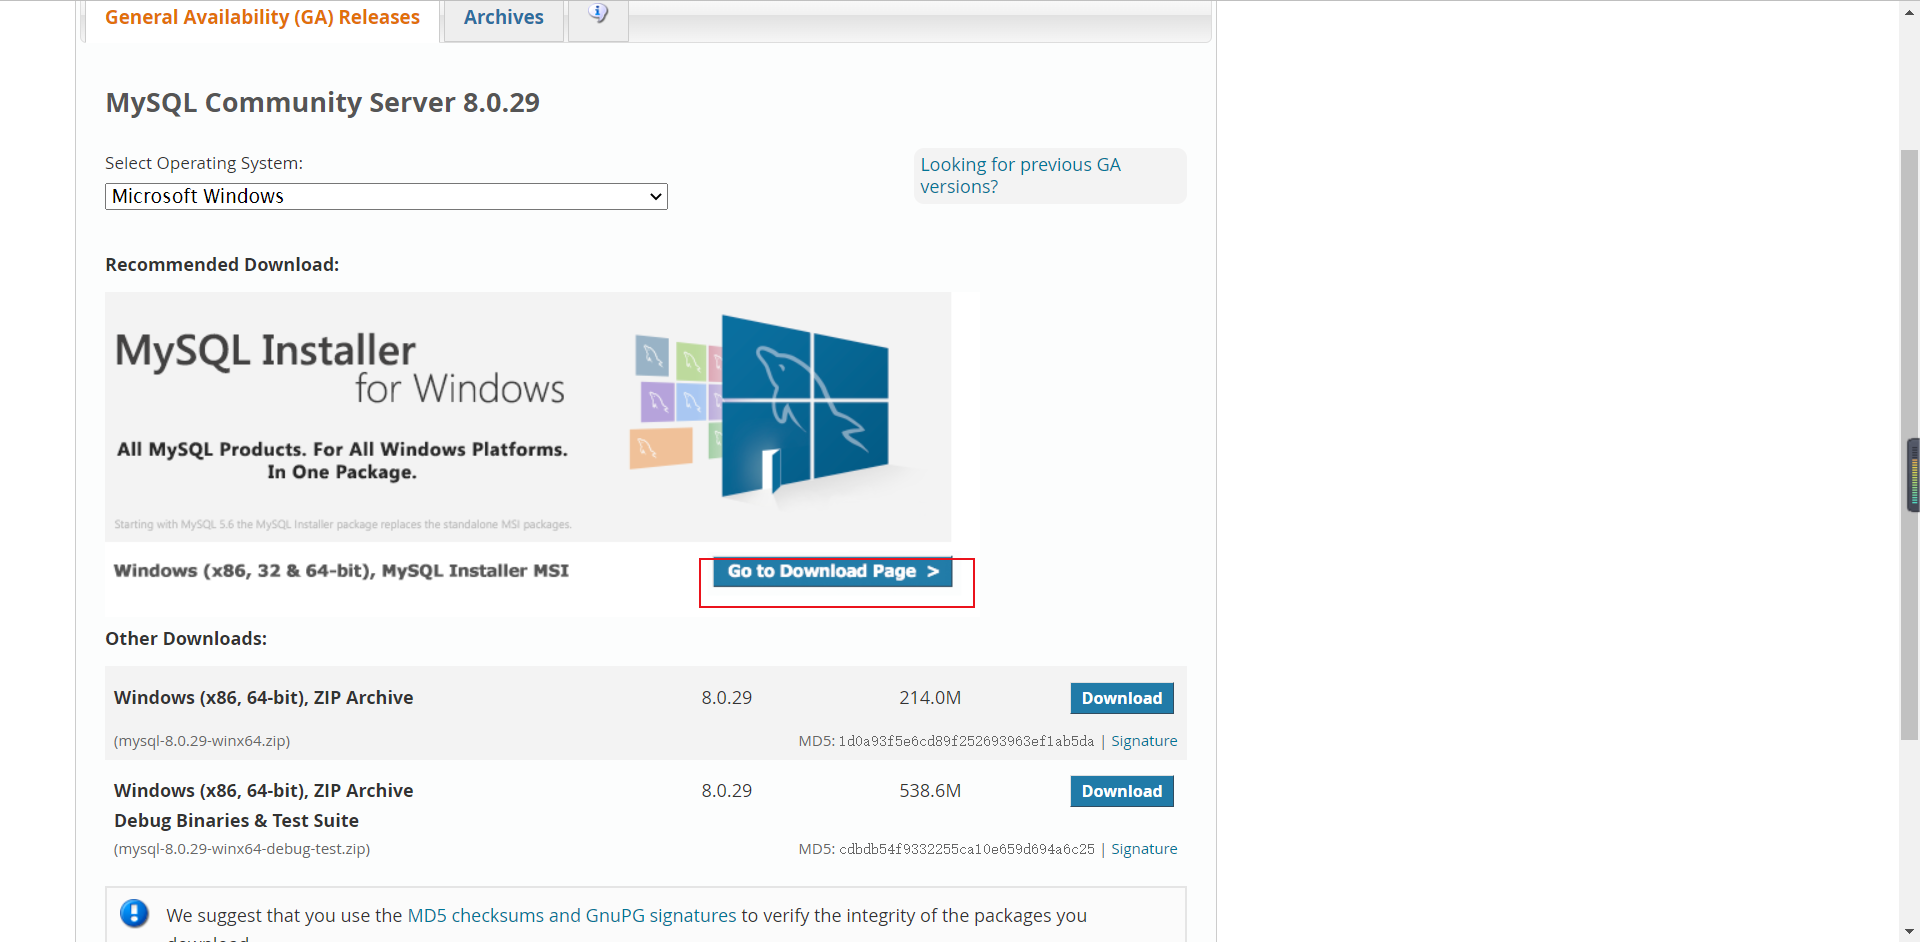 General Availability (GA) Releases
Archives
MySQL Community Server 8.0.29
Select Operating System:
Microsoft Windows
Looking for previous GA
versions?
Recommended Download:
MySQL Installer
for Windows
All MySQL Products. For All Windows Platforms.
In One Package.
Starting with MySQL 5.6 the MySQL Installer package replaces the standalone MSI packages.
Windows (x86, 32 & 64-bit), MySQL Installer MSI
Go to Download Page >
Other Downloads:
Windows (x86, 64-bit), ZIP Archive 8.0.29 214.0M Download
(mysql-8.0.29-winx64.zip) MD5: 1d0a93f5e6cd89f252693963ef1ab5da | Signature
Windows (x86, 64-bit), ZIP Archive 8.0.29 538.6M Download
Debug Binaries & Test Suite
(mysql-8.0.29-winx64-debug-test.zip) MD5: cdbdb54f9332255ca10e659d694a6c25 | Signature
We suggest that you use the MD5 checksums and GnuPG signatures to verify the integrity of the packages you